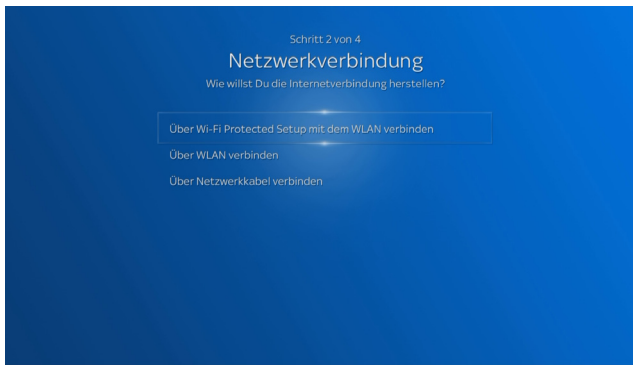 Schritt 2 von 4
Netzwerkverbindung
Wie willst Du die Internetverbindung herstellen?
Über Wi-Fi Protected Setup mit dem WLAN verbinden
Über WLAN verbinden
Über Netzwerkkabel verbinden